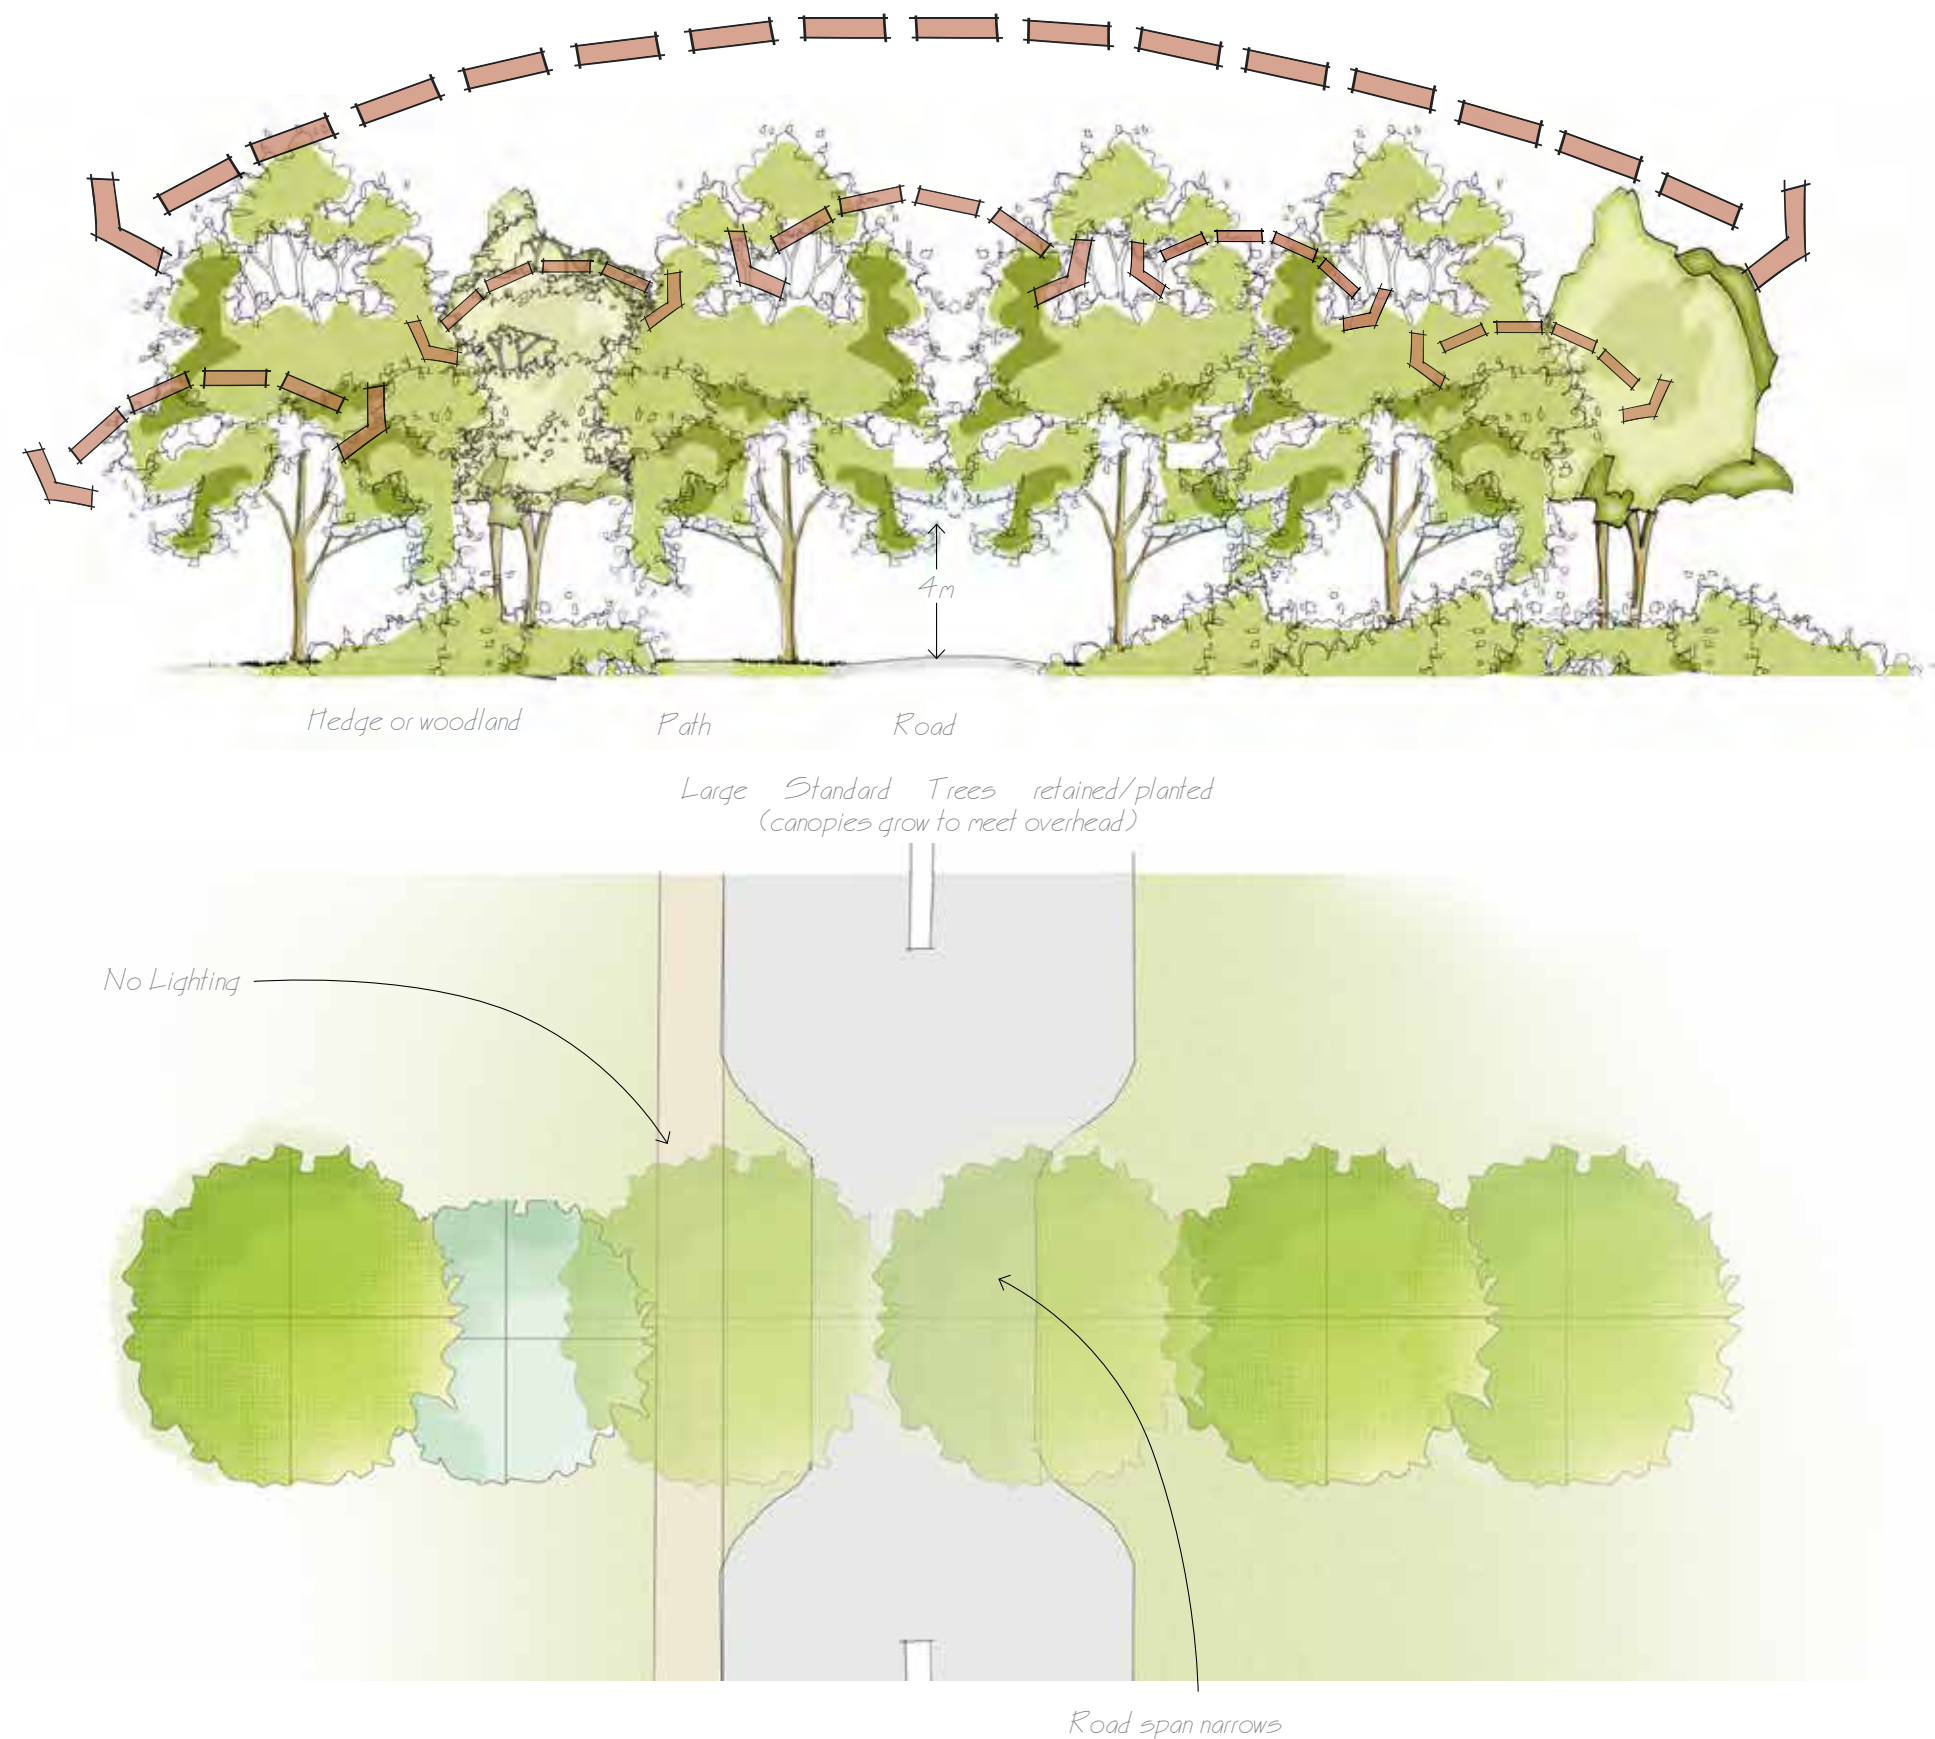 4m
Hedge or woodland
Path
Road
Large Standard Trees retained/planted
(canopies grow to meet overhead)
No Lighting
Road span narrows